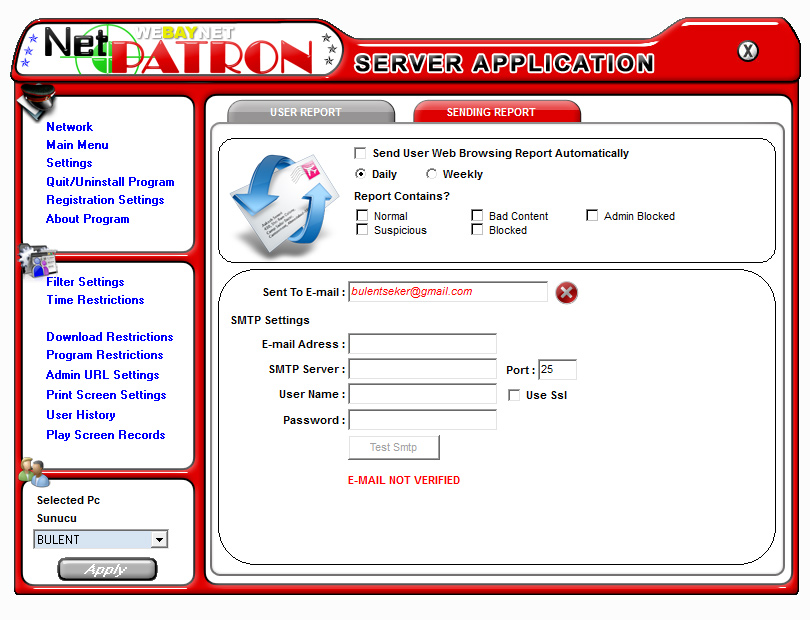 WEBAYNET
Net PATRON
SERVER APPLICATION
X
Network
Main Menu
Settings
Quit/Uninstall Program
Registration Settings
About Program
Filter Settings
Time Restrictions
Download Restrictions
Program Restrictions
Admin URL Settings
Print Screen Settings
User History
Play Screen Records
Selected Pc
Sunucu
BULENT
Apply
USER REPORT
SENDING REPORT
Send User Web Browsing Report Automatically
Daily
Weekly
Report Contains?
Normal
Bad Content
Admin Blocked
Suspicious
Blocked
Sent To E-mail :
bulentseker@gmail.com
SMTP Settings
E-mail Adress :
SMTP Server :
Port :
25
User Name :
Use Ssl
Password :
Test Smtp
E-MAIL NOT VERIFIED